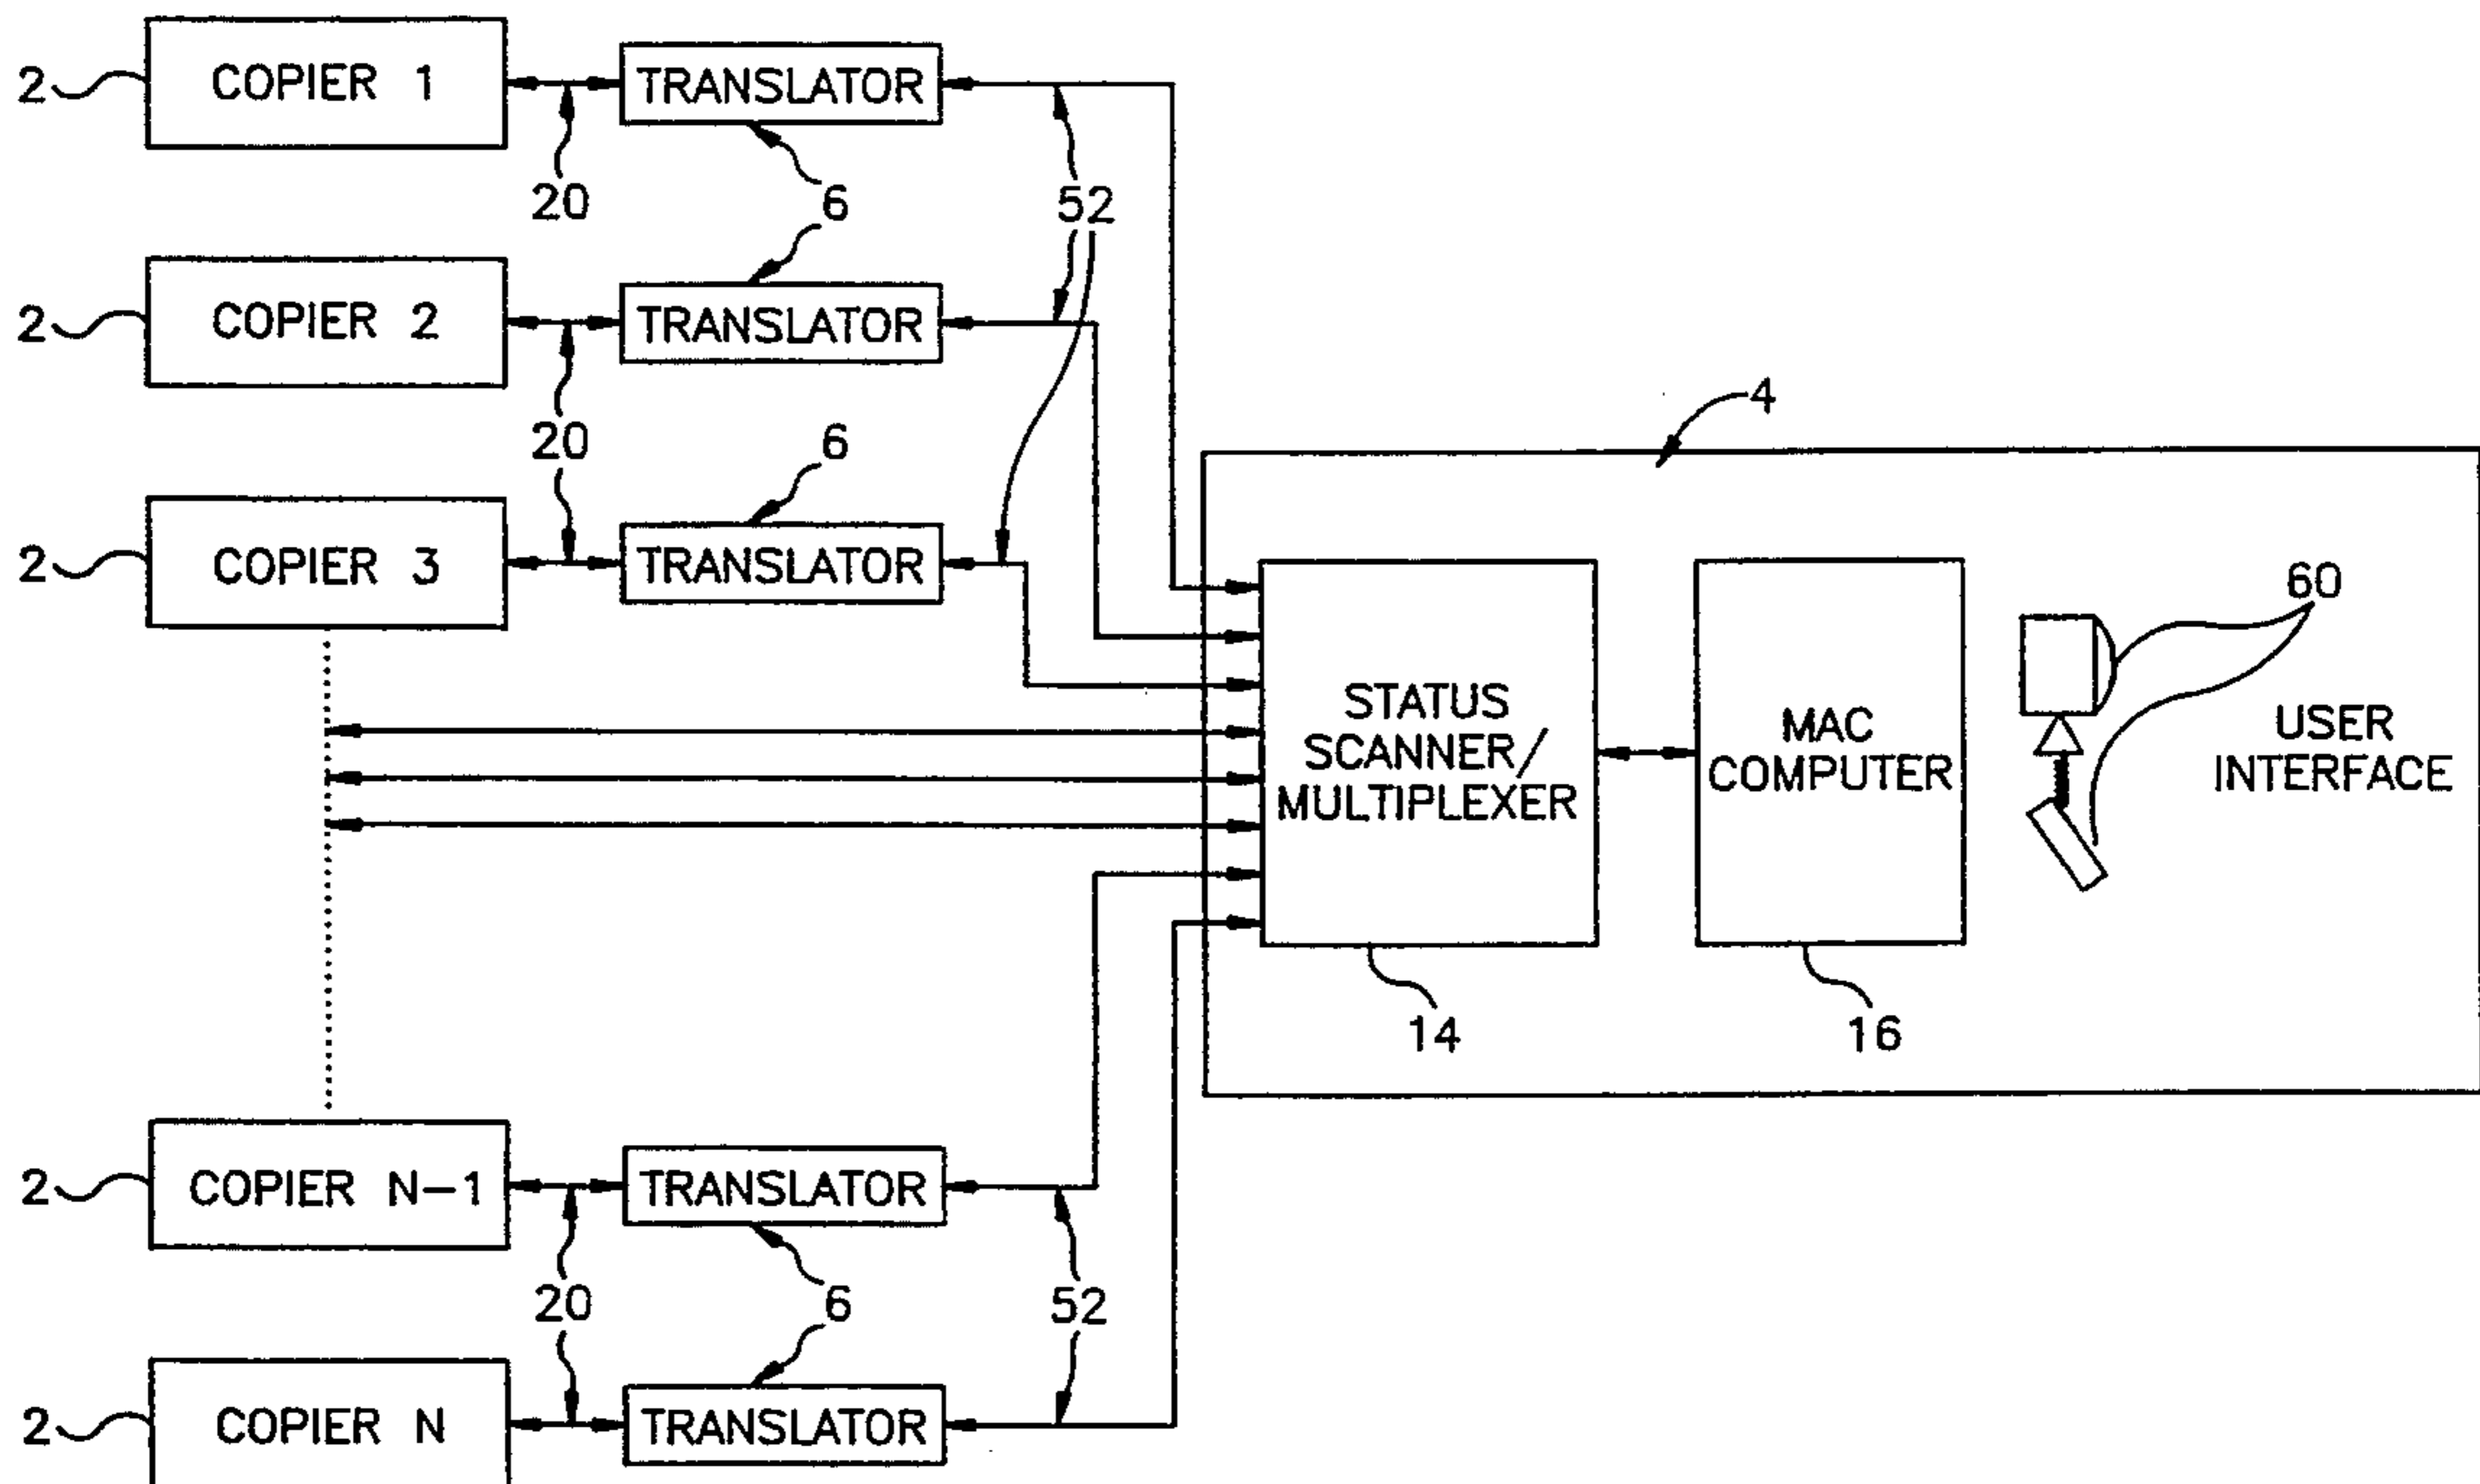 2 COPIER 1 TRANSLATOR
20 6 52
2 COPIER 2 TRANSLATOR
4
20 6
2 COPIER 3 TRANSLATOR
60
STATUS
SCANNER/
MULTIPLEXER
MAC
COMPUTER
USER
INTERFACE
14 16
2 COPIER N-1 TRANSLATOR
20 6 52
2 COPIER N TRANSLATOR